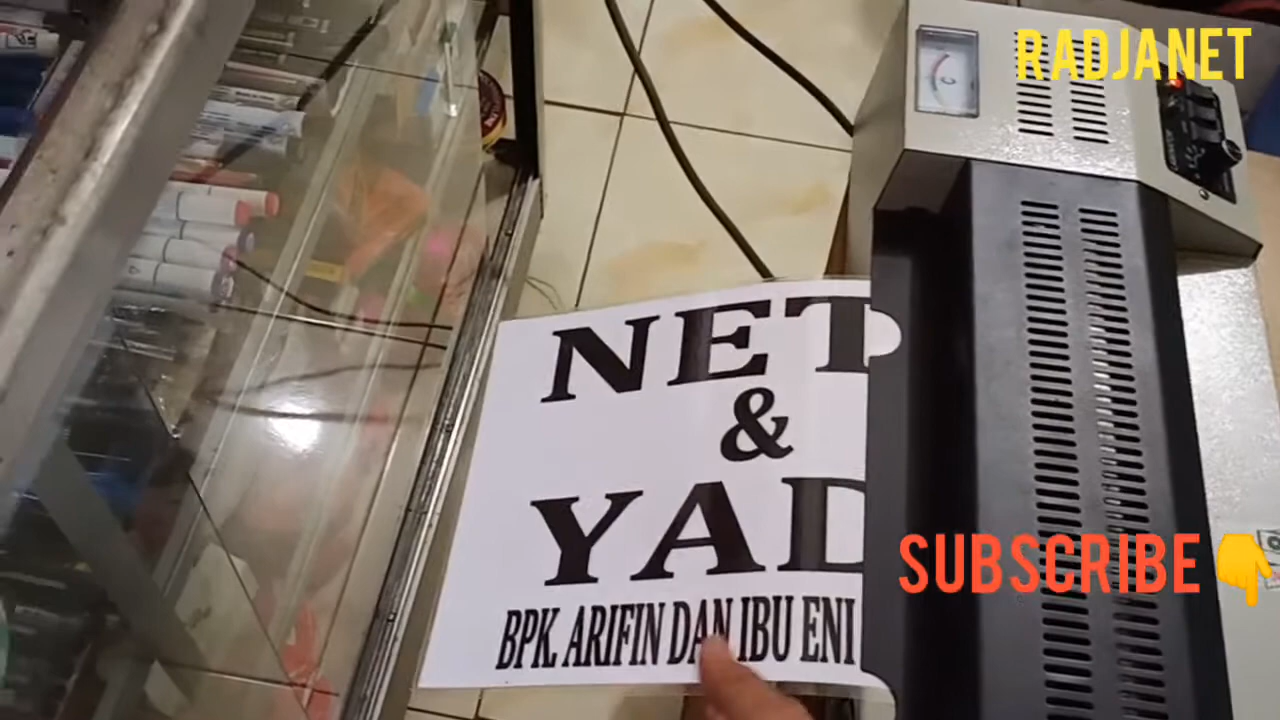 RADJANET
NET
&
YAD
BPK. ARIFIN DAN IBU ENI
SUBSCRIBE